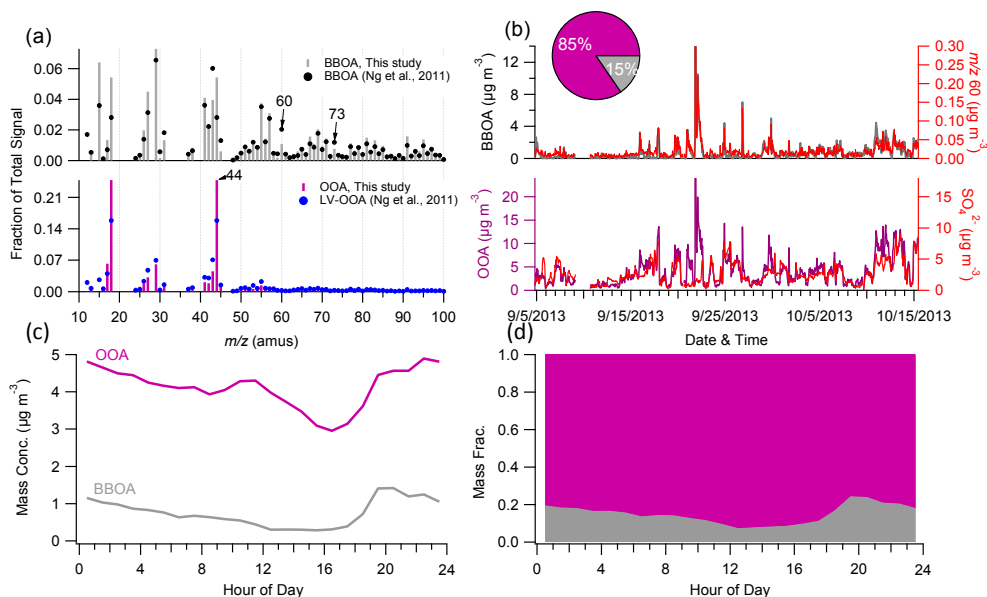 (a)
0.06
0.04
0.02
0.00
BBOA, This study
BBOA (Ng et al., 2011)
60
73
Fraction of Total Signal
44
0.21
0.14
0.07
0.00
OOA, This study
LV-OOA (Ng et al., 2011)
10 20 30 40 50 60 70 80 90 100
m/z (amus)
(b)
85%
15%
12
8
4
0
BBOA (µg m⁻³)
0.30
0.25
0.20
0.15
0.10
0.05
0.00
m/z 60 (µg m⁻³)
20
15
10
5
0
OOA (µg m⁻³)
15
10
5
0
SO₄²⁻ (µg m⁻³)
9/5/2013 9/15/2013 9/25/2013 10/5/2013 10/15/2013
Date & Time
(c)
5
4
3
2
1
0
Mass Conc. (µg m⁻³)
OOA
BBOA
0 4 8 12 16 20 24
Hour of Day
(d)
1.0
0.8
0.6
0.4
0.2
0.0
Mass Frac.
0 4 8 12 16 20 24
Hour of Day